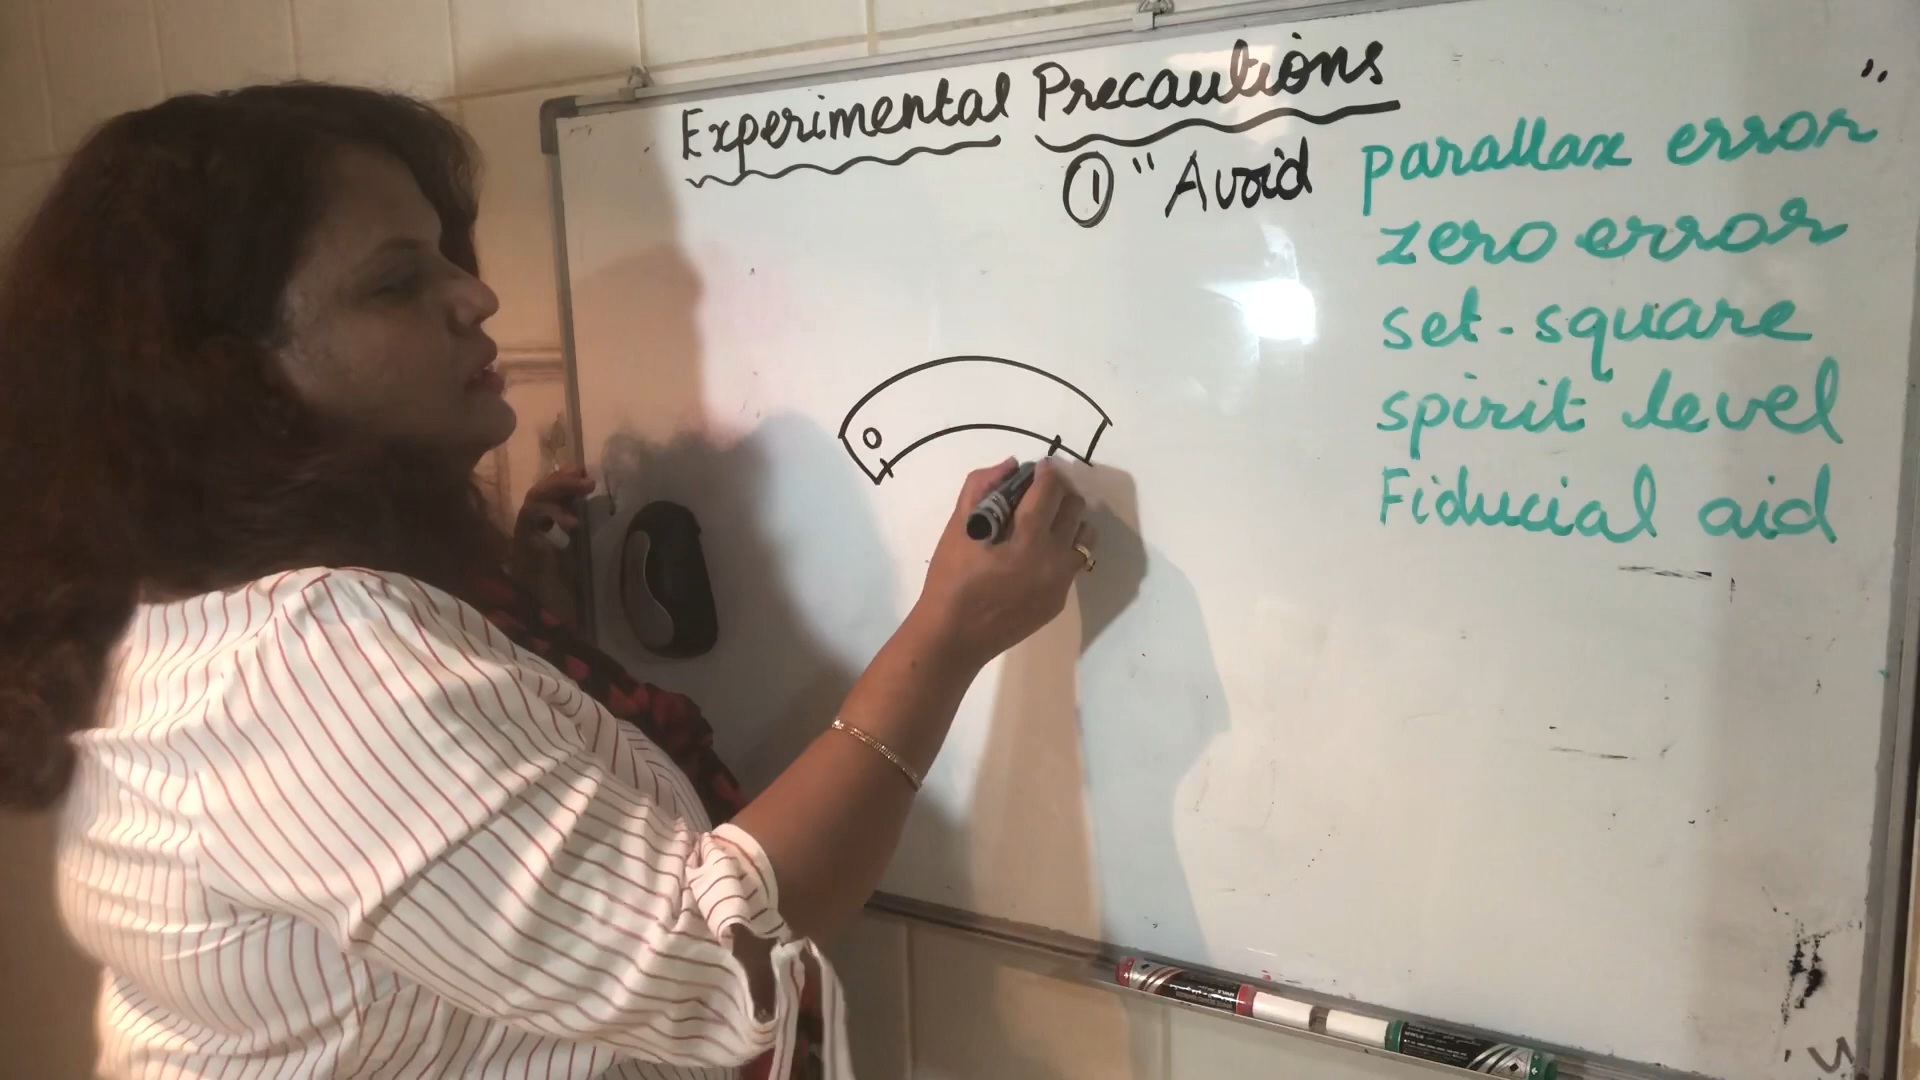 Experimental Precautions
① "Avoid parallax error"
zero error
set-square
spirit level
Fiducial aid
0